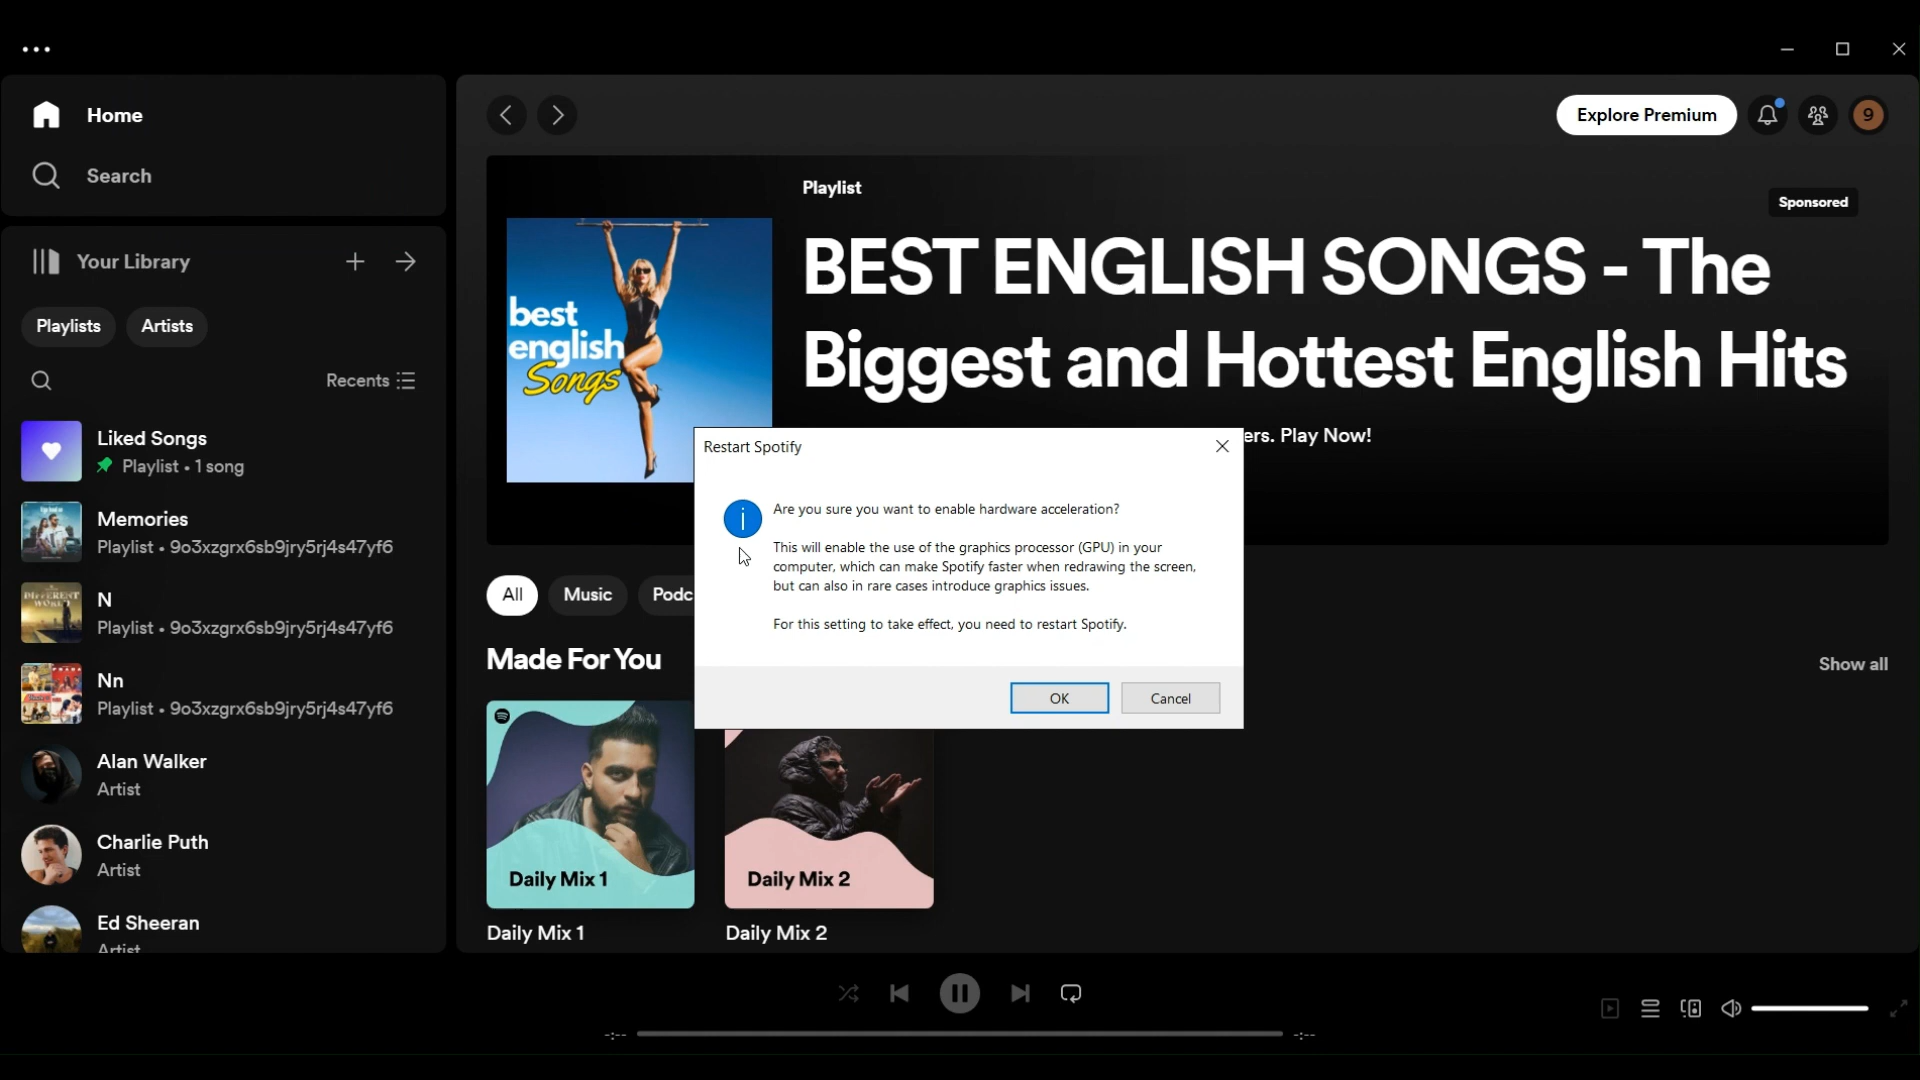 Home
Search
Your Library
Playlists
Artists
Recents
Liked Songs
Playlist • 1 song
Memories
Playlist • 9o3xzgrx6sb9jry5rj4s47yf6
N
Playlist • 9o3xzgrx6sb9jry5rj4s47yf6
Nn
Playlist • 9o3xzgrx6sb9jry5rj4s47yf6
Alan Walker
Artist
Charlie Puth
Artist
Ed Sheeran
Artist
Explore Premium
9
Playlist
Sponsored
BEST ENGLISH SONGS - The
Biggest and Hottest English Hits
ers. Play Now!
best
english
Songs
Restart Spotify
Are you sure you want to enable hardware acceleration?
This will enable the use of the graphics processor (GPU) in your
computer, which can make Spotify faster when redrawing the screen,
but can also in rare cases introduce graphics issues.
For this setting to take effect, you need to restart Spotify.
OK
Cancel
All
Music
Podc
Made For You
Show all
Daily Mix 1
Daily Mix 2
Daily Mix 1
Daily Mix 2
-:--
-:--